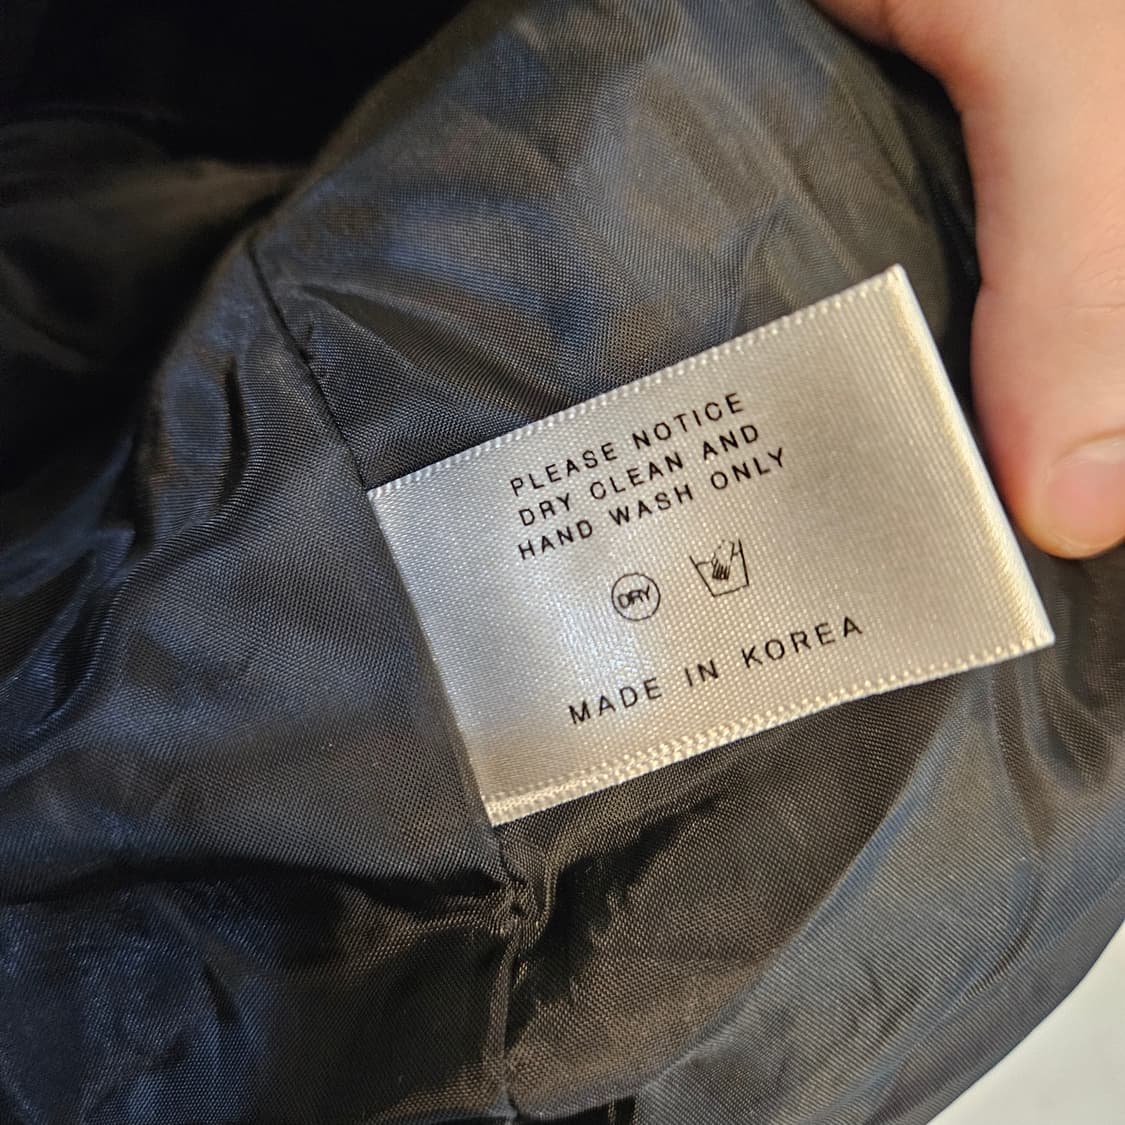 PLEASE NOTICE
DRY CLEAN AND
HAND WASH ONLY
DRY
MADE IN KOREA